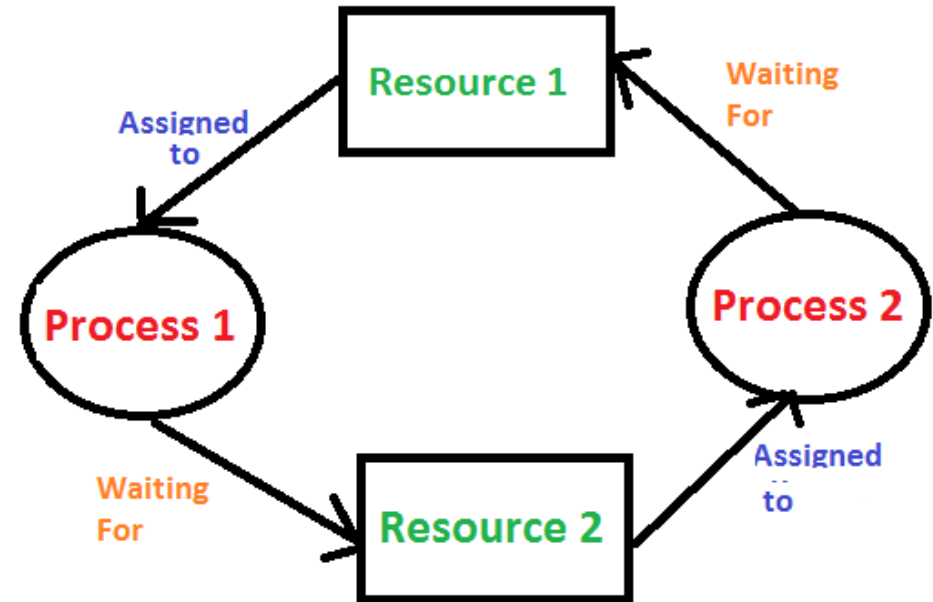 Resource 1
Waiting
For
Assigned
to
Process 1
Process 2
Waiting
For
Resource 2
Assigned
to